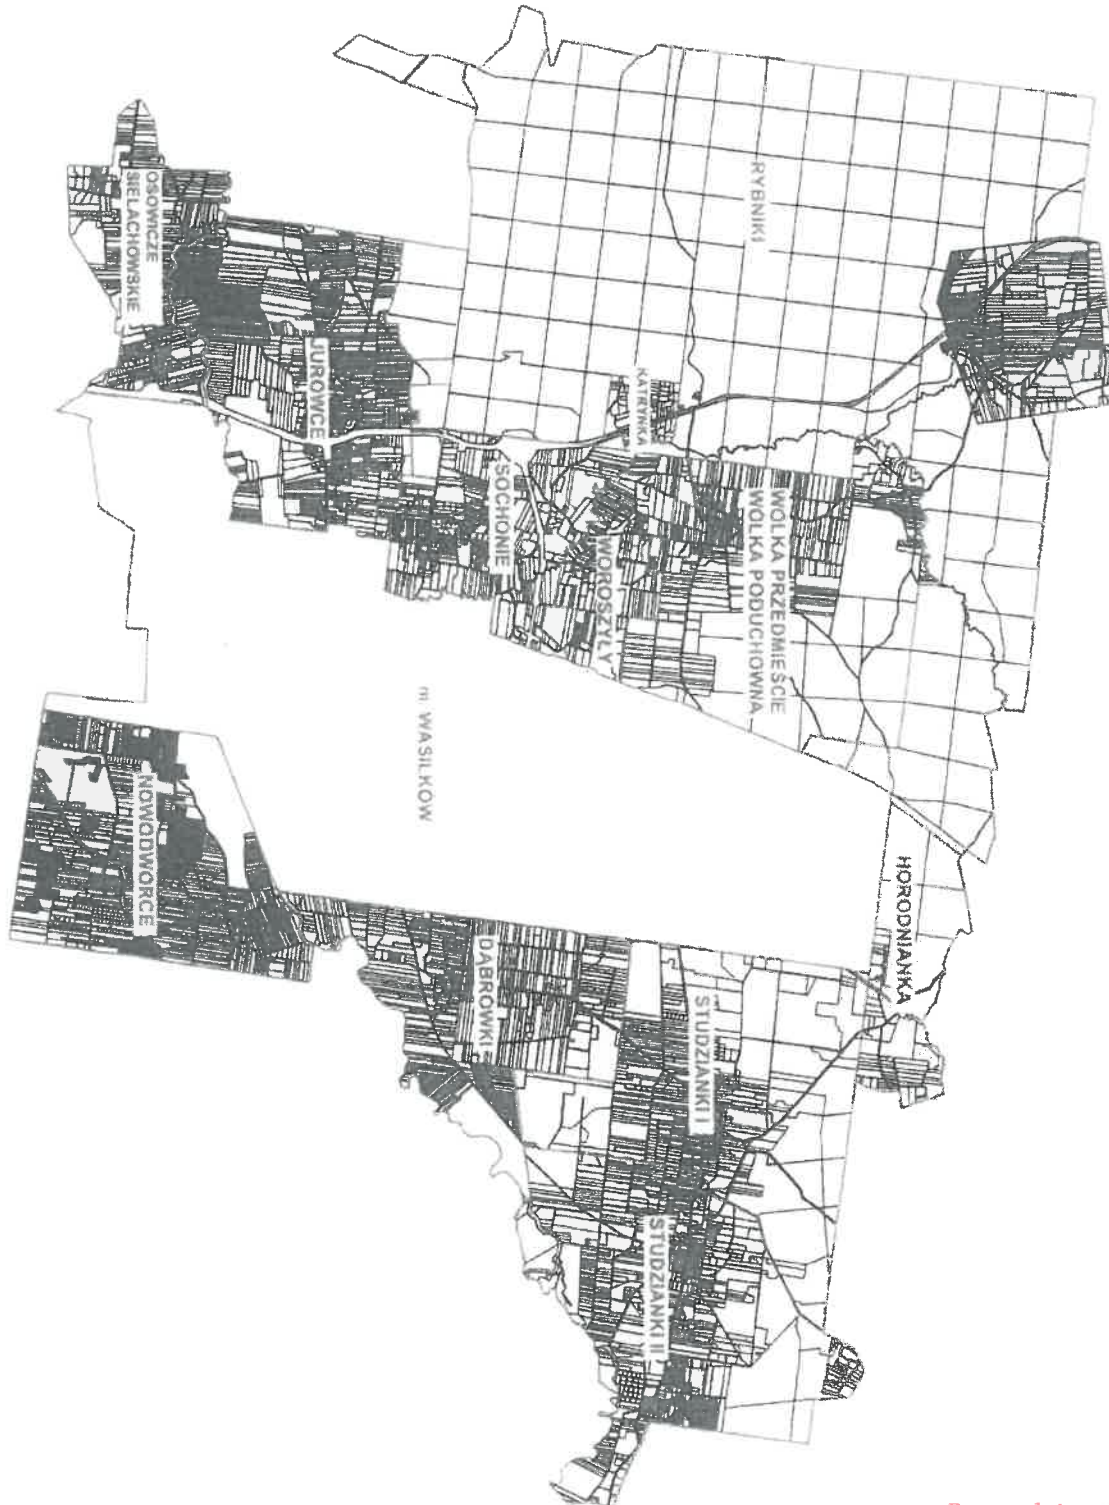 RYBNIKI
OSOWICZE
SIELACHOWSKIE
JUROWCE
KATRYNKA
SOCHONIE
WOROSZYŁY
WÓLKA PRZEDMIEŚCIE
WÓLKA PODUCHOWNA
m. WASILKÓW
NOWODWORCE
HORODNIANKA
DĄBRÓWKI
STUDZIANKI I
STUDZIANKI II